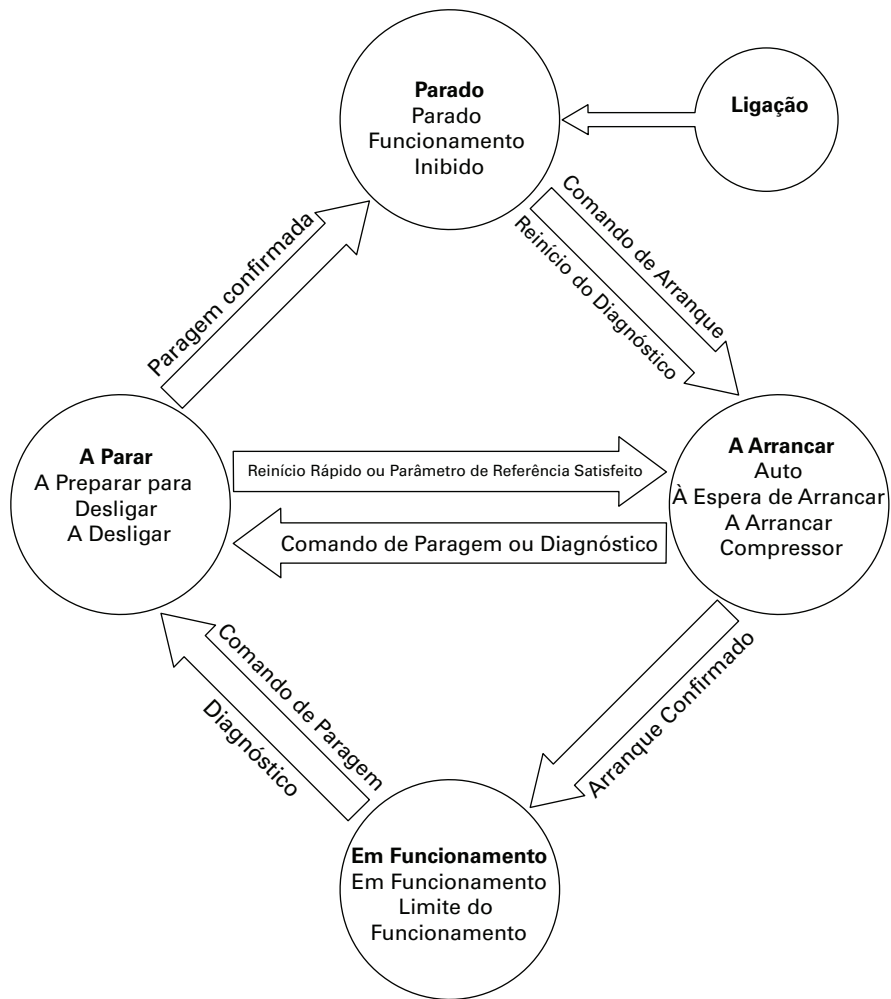 Parado
Parado
Funcionamento
Inibido
Ligação
Paragem confirmada
Comando de Arranque
Reinício do Diagnóstico
A Parar
A Preparar para
Desligar
A Desligar
Reinício Rápido ou Parâmetro de Referência Satisfeito
Comando de Paragem ou Diagnóstico
A Arrancar
Auto
À Espera de Arrancar
A Arrancar
Compressor
Comando de Paragem
Diagnóstico
Arranque Confirmado
Em Funcionamento
Em Funcionamento
Limite do
Funcionamento